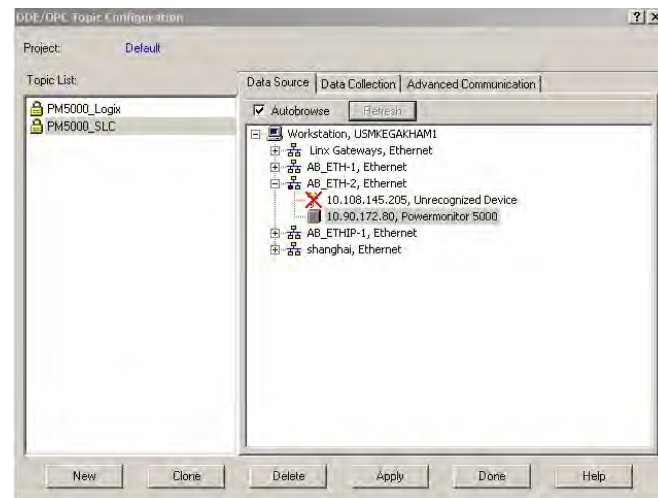 DDE/OPC Topic Configuration
Project: Default
Topic List:
PM5000_Logix
PM5000_SLC
Data Source Data Collection Advanced Communication
Autobrowse Refresh
Workstation, USMKEGAKHAM1
Linx Gateways, Ethernet
AB_ETH-1, Ethernet
AB_ETH-2, Ethernet
10.108.145.205, Unrecognized Device
10.90.172.80, Powermonitor 5000
AB_ETHIP-1, Ethernet
shanghai, Ethernet
New Clone Delete Apply Done Help